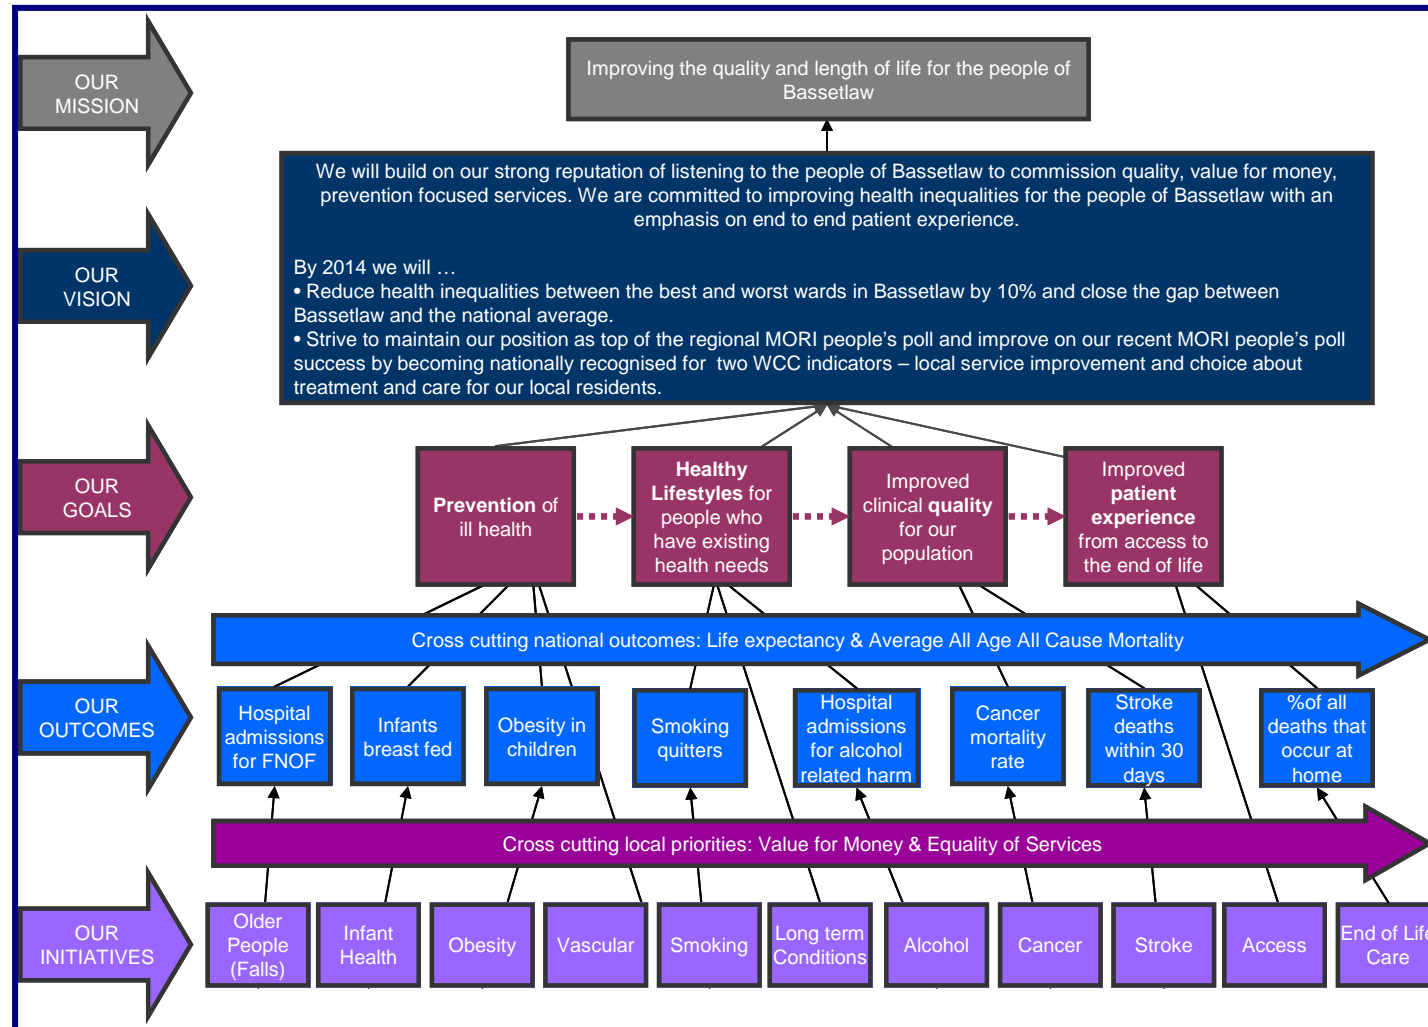 OUR
MISSION
Improving the quality and length of life for the people of
Bassetlaw
OUR
VISION
We will build on our strong reputation of listening to the people of Bassetlaw to commission quality, value for money,
prevention focused services. We are committed to improving health inequalities for the people of Bassetlaw with an
emphasis on end to end patient experience.
By 2014 we will …
• Reduce health inequalities between the best and worst wards in Bassetlaw by 10% and close the gap between
Bassetlaw and the national average.
• Strive to maintain our position as top of the regional MORI people’s poll and improve on our recent MORI people’s poll
success by becoming nationally recognised for  two WCC indicators – local service improvement and choice about
treatment and care for our local residents.
OUR
GOALS
Prevention of
ill health
Healthy
Lifestyles for
people who
have existing
health needs
Improved
clinical quality
for our
population
Improved
patient
experience
from access to
the end of life
Cross cutting national outcomes: Life expectancy & Average All Age All Cause Mortality
OUR
OUTCOMES
Hospital
admissions
for FNOF
Infants
breast fed
Obesity in
children
Smoking
quitters
Hospital
admissions
for alcohol
related harm
Cancer
mortality
rate
Stroke
deaths
within 30
days
%of all
deaths that
occur at
home
Cross cutting local priorities: Value for Money & Equality of Services
OUR
INITIATIVES
Older
People
(Falls)
Infant
Health
Obesity
Vascular
Smoking
Long term
Conditions
Alcohol
Cancer
Stroke
Access
End of Life
Care